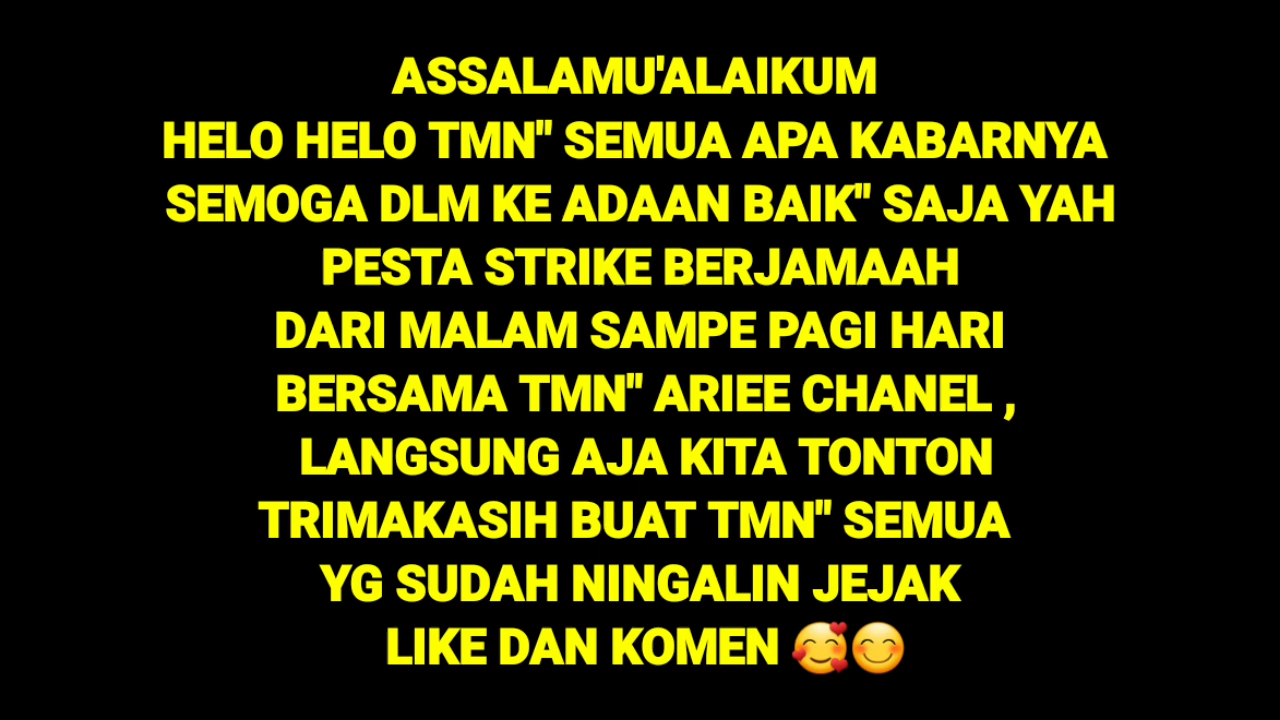 ASSALAMU'ALAIKUM
HELO HELO TMN" SEMUA APA KABARNYA
SEMOGA DLM KE ADAAN BAIK" SAJA YAH
PESTA STRIKE BERJAMAAH
DARI MALAM SAMPE PAGI HARI
BERSAMA TMN" ARIEE CHANEL ,
LANGSUNG AJA KITA TONTON
TRIMAKASIH BUAT TMN" SEMUA
YG SUDAH NINGALIN JEJAK
LIKE DAN KOMEN 🥰😊